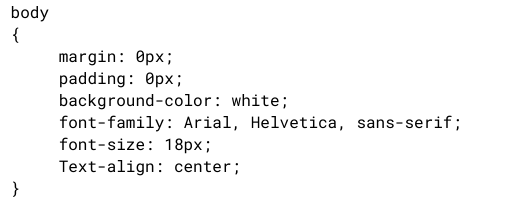 body
{
     margin: 0px;
     padding: 0px;
     background-color: white;
     font-family: Arial, Helvetica, sans-serif;
     font-size: 18px;
     Text-align: center;
}